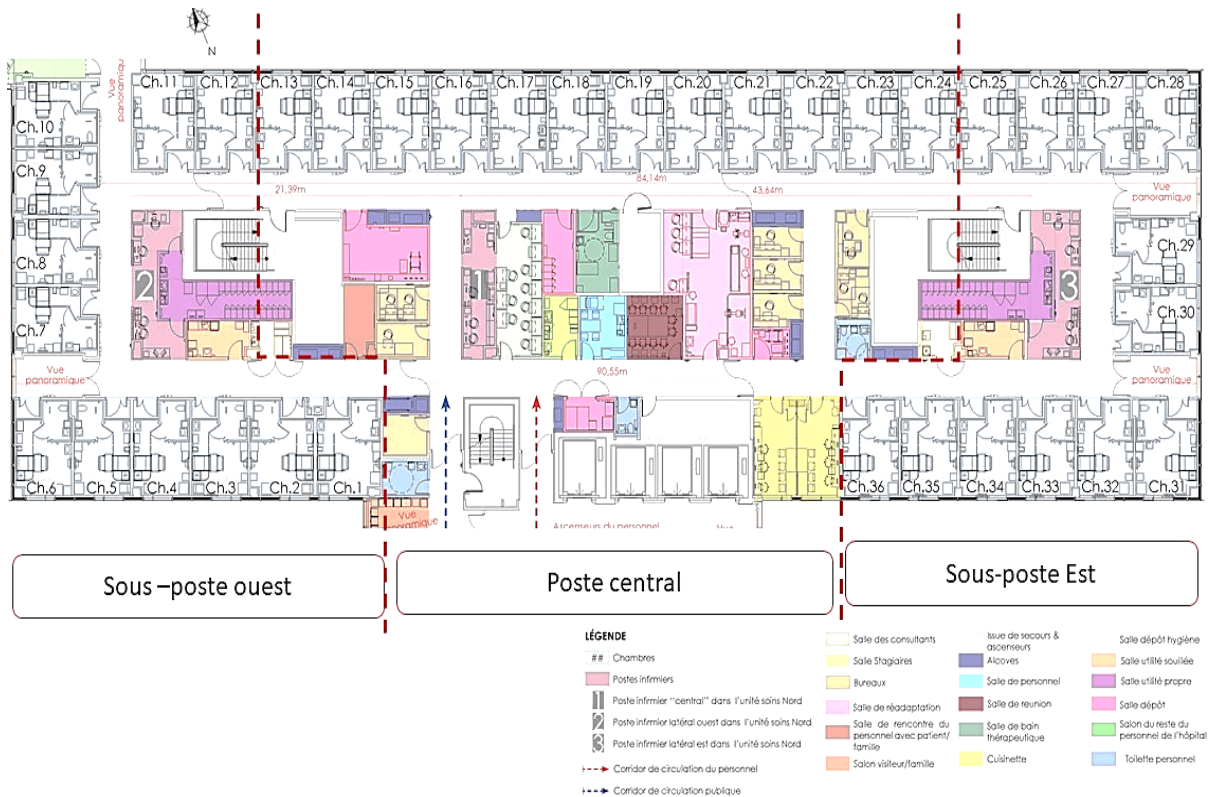 N
Ch.11 Ch.12 Ch.13 Ch.14 Ch.15 Ch.16 Ch.17 Ch.18 Ch.19 Ch.20 Ch.21 Ch.22 Ch.23 Ch.24 Ch.25 Ch.26 Ch.27 Ch.28
Vue
panoramiqu
Ch.10
Ch.9
Ch.8
Ch.7
84,14m
21,39m
43,64m
Vue
panoramique
2
3
Ch.29
Ch.30
Vue
panoramique
90,55m
Vue
panoramique
Ch.6 Ch.5 Ch.4 Ch.3 Ch.2 Ch.1
Ch.36 Ch.35 Ch.34 Ch.33 Ch.32 Ch.31
Vue
panoramique
Ascenseurs du personnel
Vue
Sous –poste ouest
Poste central
Sous-poste Est
LÉGENDE
## Chambres
Postes infirmiers
1 Poste infirmier "central" dans l'unité soins Nord
2 Poste infirmier latéral ouest dans l'unité soins Nord
3 Poste infirmier latéral est dans l'unité soins Nord
Corridor de circulation du personnel
Corridor de circulation publique
Salle des consultants
Salle Stagiaires
Bureaux
Salle de réadaptation
Salle de rencontre du
personnel avec patient/
famille
Salon visiteur/famille
Issue de secours &
ascenseurs
Alcoves
Salle de personnel
Salle de reunion
Salle de bain
thérapeutique
Cuisinette
Salle dépôt hygiène
Salle utilité souillée
Salle utilité propre
Salle dépôt
Salon du reste du
personnel de l'hôpital
Toilette personnel